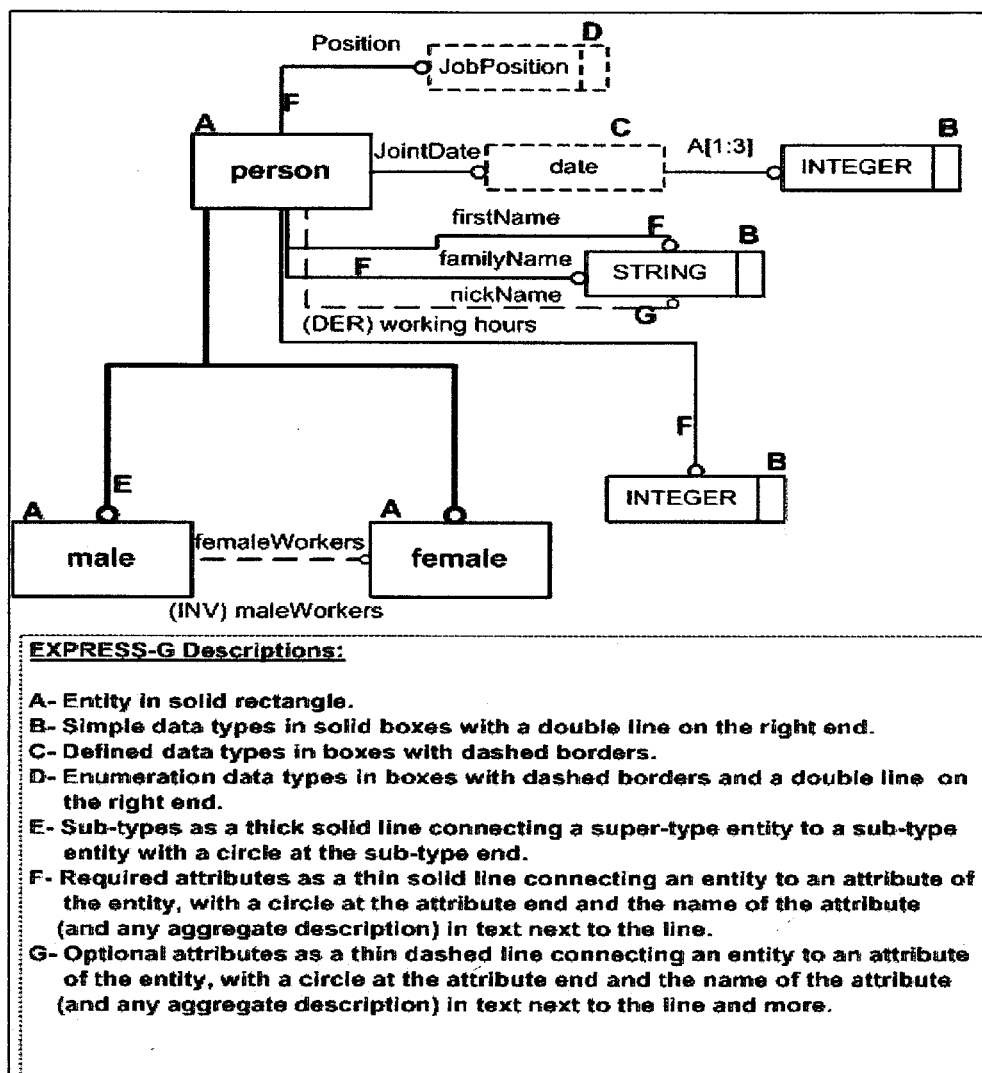 D
Position
JobPosition
F
A
C
B
JointDate
A[1:3]
person
date
INTEGER
firstName
F
B
familyName
F
STRING
nickName
G
(DER) working hours
F
E
B
A
A
INTEGER
femaleWorkers
male
female
(INV) maleWorkers
EXPRESS-G Descriptions:
A- Entity in solid rectangle.
B- Simple data types in solid boxes with a double line on the right end.
C- Defined data types in boxes with dashed borders.
D- Enumeration data types in boxes with dashed borders and a double line on
the right end.
E- Sub-types as a thick solid line connecting a super-type entity to a sub-type
entity with a circle at the sub-type end.
F- Required attributes as a thin solid line connecting an entity to an attribute of
the entity, with a circle at the attribute end and the name of the attribute
(and any aggregate description) in text next to the line.
G- Optional attributes as a thin dashed line connecting an entity to an attribute
of the entity, with a circle at the attribute end and the name of the attribute
(and any aggregate description) in text next to the line and more.